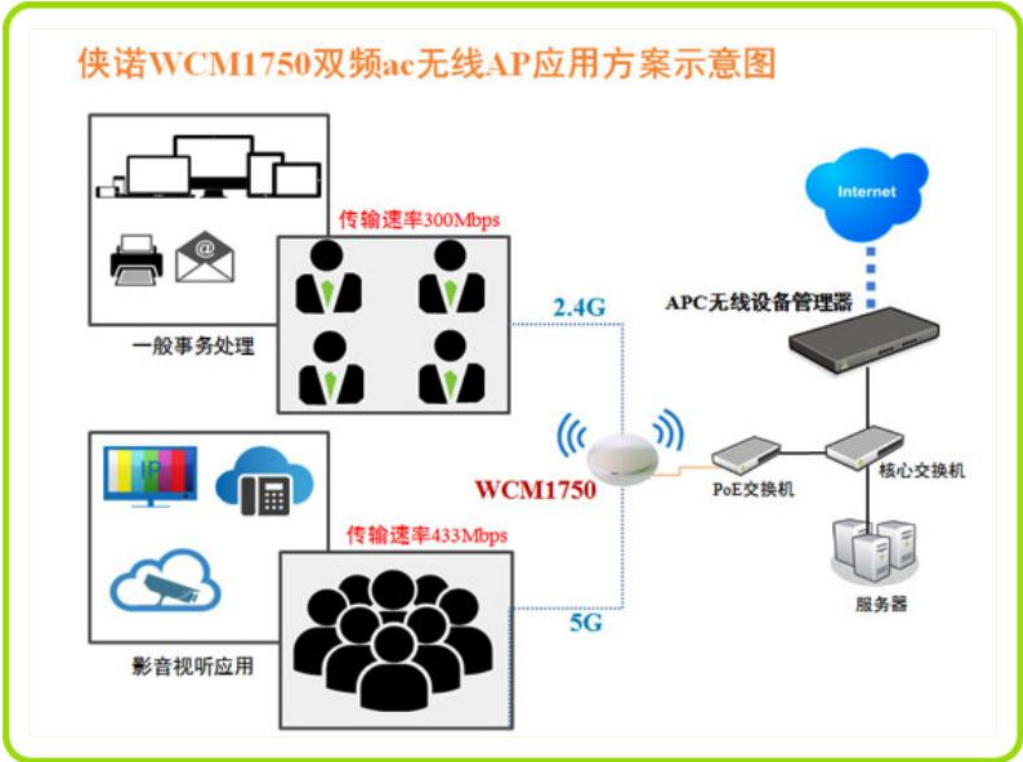 侠诺WCM1750双频ac无线AP应用方案示意图
Internet
传输速率300Mbps
@
2.4G
APC无线设备管理器
一般事务处理
IP
WCM1750
PoE交换机
核心交换机
传输速率433Mbps
服务器
5G
影音视听应用